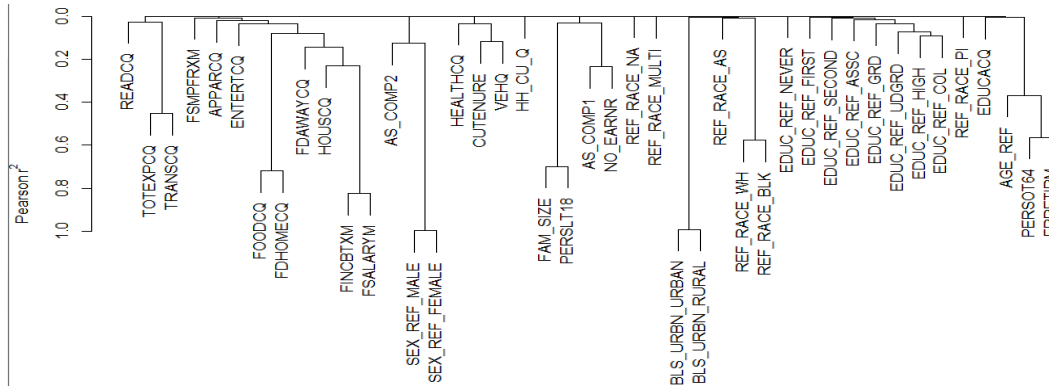 Pearson r²
0.0
0.2
0.4
0.6
0.8
1.0
READCQ
TOTEXPCQ
TRANSCQ
FSMPFRXM
APPARCQ
ENTERTCQ
FOODCQ
FDHOMECQ
FDAWAYCQ
HOUSCQ
FINCBTXM
FSALARYM
AS_COMP2
SEX_REF_MALE
SEX_REF_FEMALE
HEALTHCQ
CUTENURE
VEHQ
HH_CU_Q
FAM_SIZE
PERSLT18
AS_COMP1
NO_EARNR
REF_RACE_NA
REF_RACE_MULTI
BLS_URBN_URBAN
BLS_URBN_RURAL
REF_RACE_AS
REF_RACE_WH
REF_RACE_BLK
EDUC_REF_NEVER
EDUC_REF_FIRST
EDUC_REF_SECOND
EDUC_REF_ASSC
EDUC_REF_GRD
EDUC_REF_UDGRD
EDUC_REF_HIGH
EDUC_REF_COL
REF_RACE_PI
EDUCACQ
AGE_REF
PERSOT64